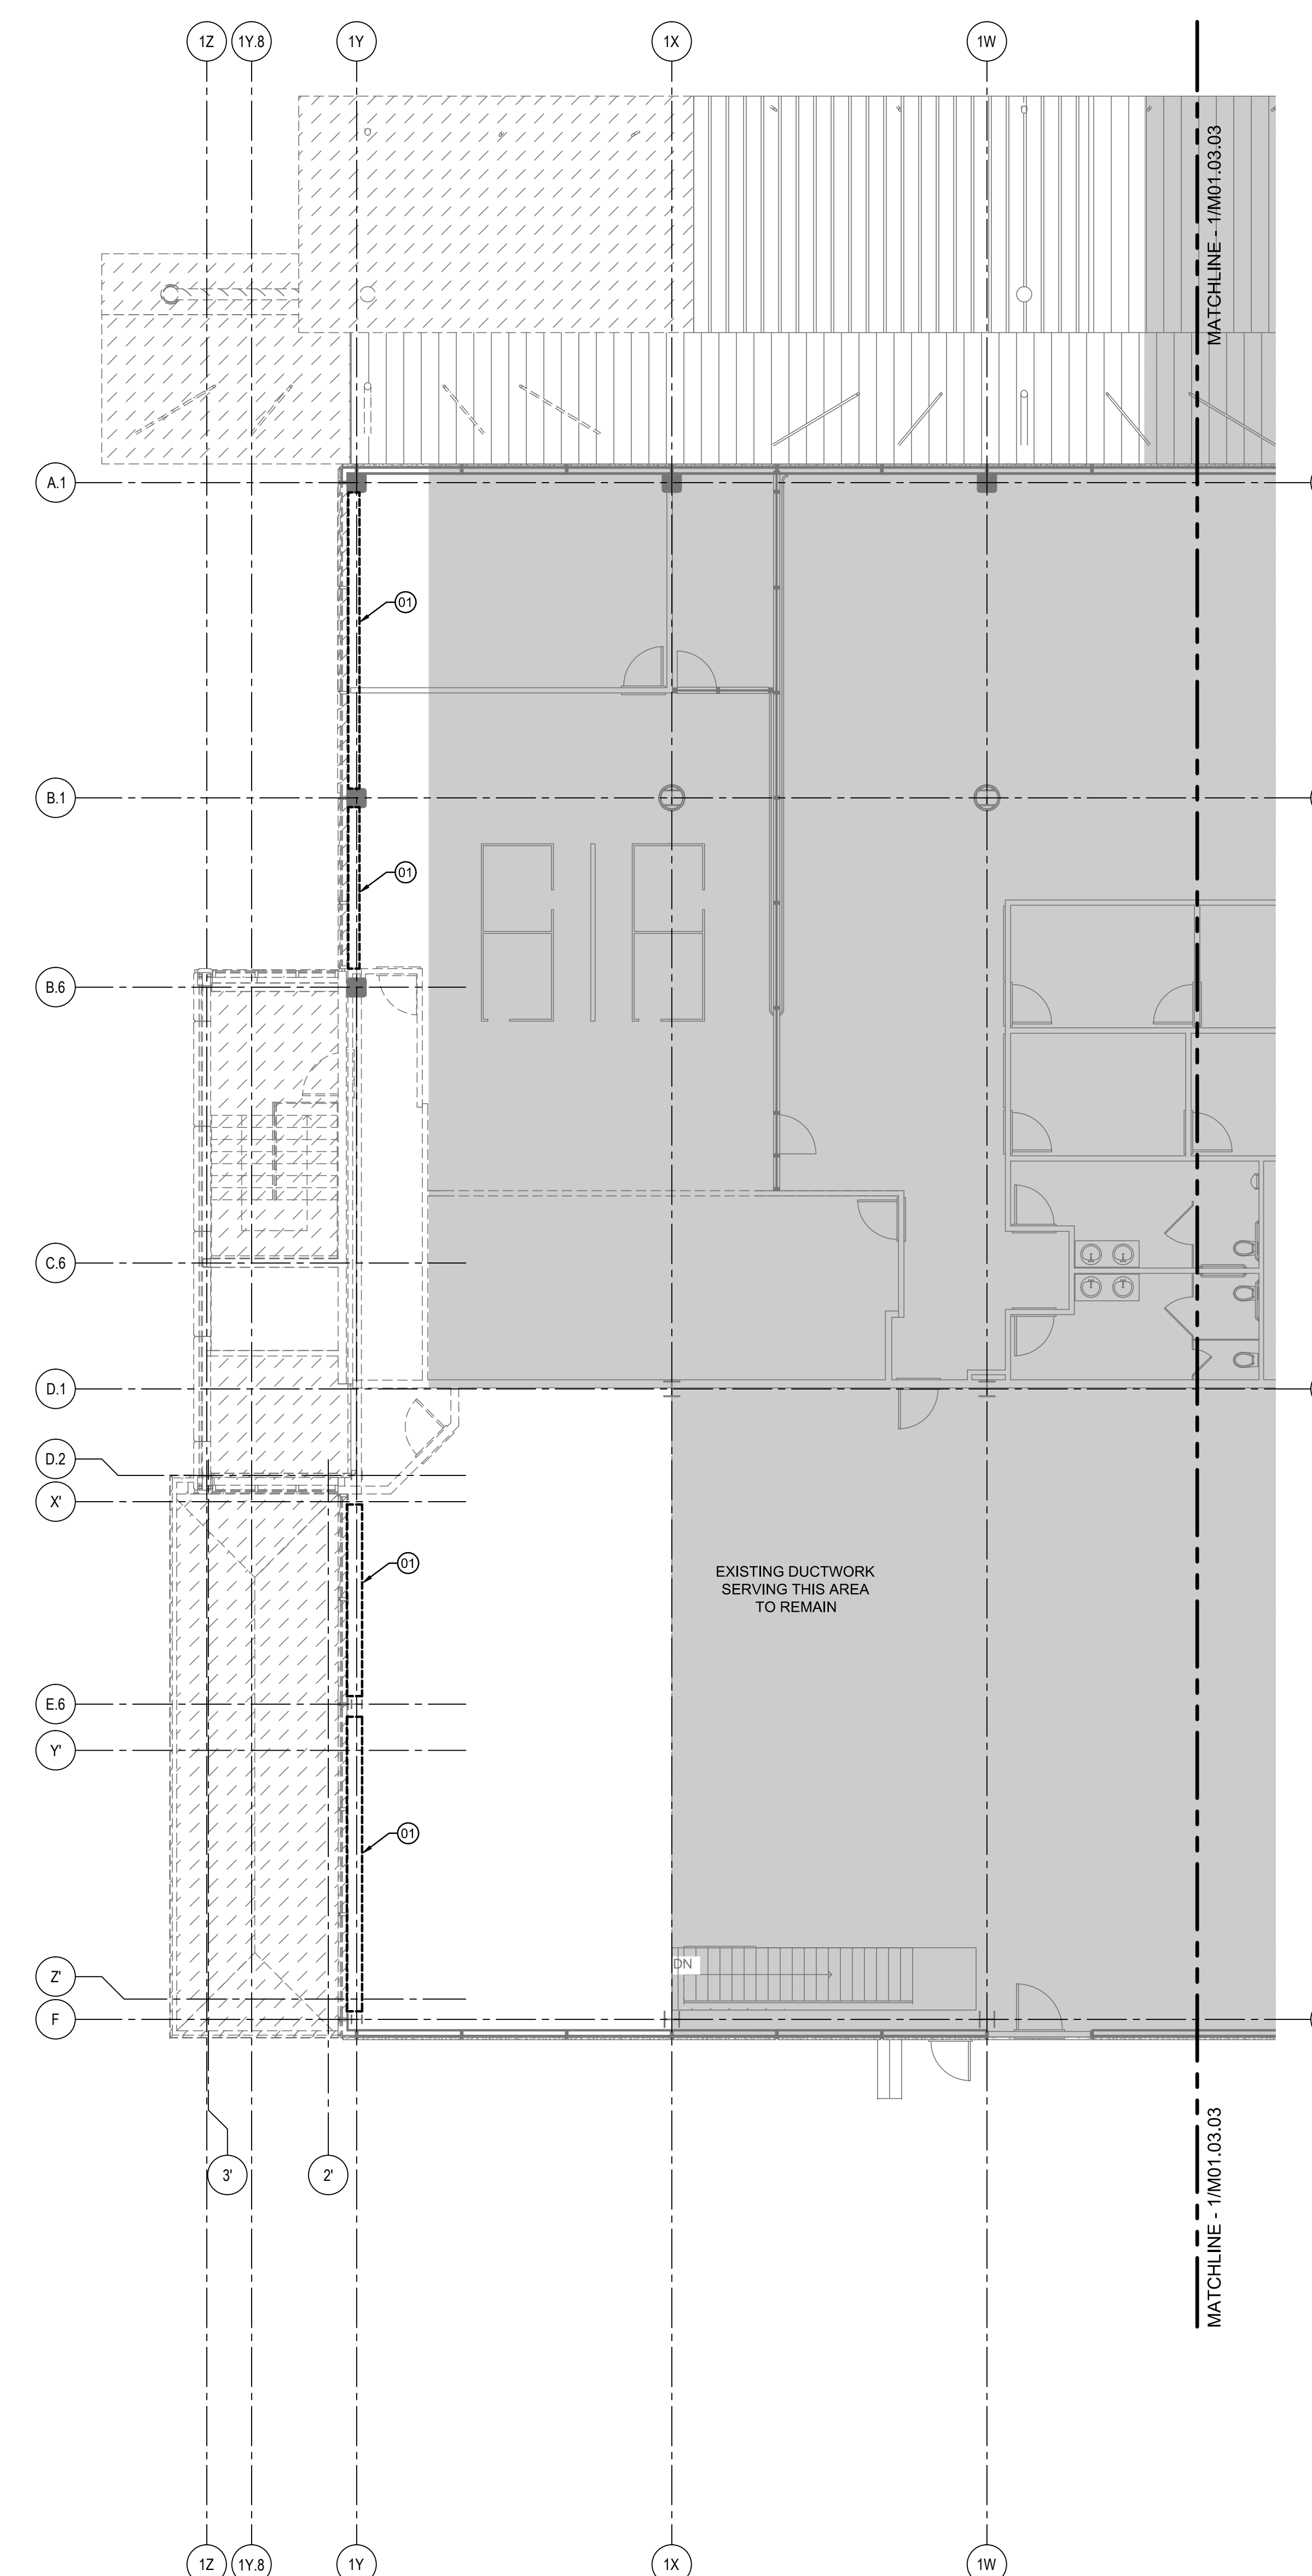 1Z
1Y.8
1Y
1X
1W
MATCHLINE - 1/M01.03.03
A.1
01
B.1
01
B.6
C.6
D.1
D.2
X'
01
EXISTING DUCTWORK
SERVING THIS AREA
TO REMAIN
E.6
Y'
01
DN
Z'
F
MATCHLINE - 1/M01.03.03
3'
2'
1Z
1Y.8
1Y
1X
1W